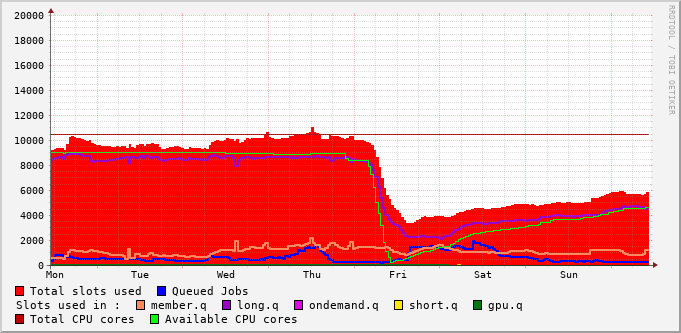 20000
18000
16000
14000
12000
10000
8000
6000
4000
2000
0
Mon Tue Wed Thu Fri Sat Sun
RRDTOOL / TOBI OETIKER
Total slots used Queued Jobs
Slots used in : member.q long.q ondemand.q short.q gpu.q
Total CPU cores Available CPU cores